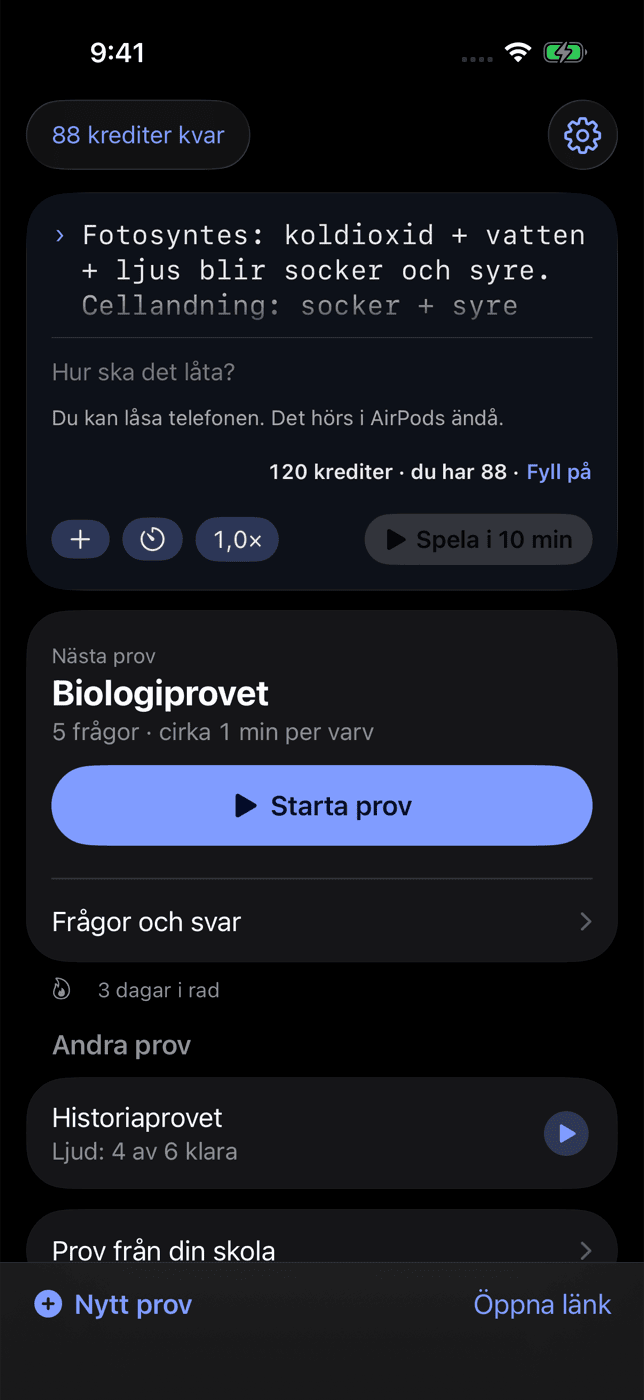 9:41
88 krediter kvar
› Fotosyntes: koldioxid + vatten
+ ljus blir socker och syre.
Cellandning: socker + syre
Hur ska det låta?
Du kan låsa telefonen. Det hörs i AirPods ändå.
120 krediter · du har 88 · Fyll på
1,0×
Spela i 10 min
Nästa prov
Biologiprovet
5 frågor · cirka 1 min per varv
Starta prov
Frågor och svar
3 dagar i rad
Andra prov
Historiaprovet
Ljud: 4 av 6 klara
Prov från din skola
Nytt prov
Öppna länk